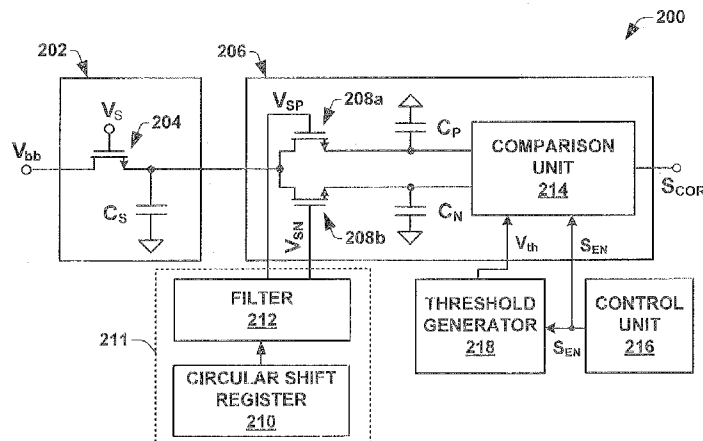 200
202
206
V_S
204
V_bb
C_S
V_SP
208a
C_P
V_SN
208b
C_N
COMPARISON
UNIT
214
S_COR
V_th
S_EN
211
FILTER
212
CIRCULAR SHIFT
REGISTER
210
THRESHOLD
GENERATOR
218
S_EN
CONTROL
UNIT
216